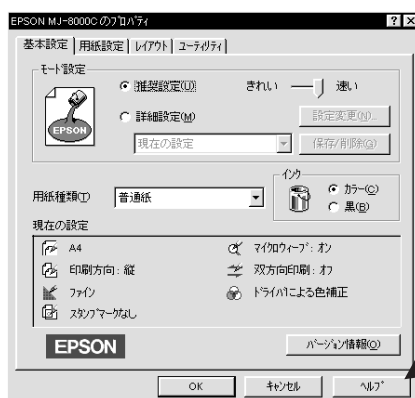 EPSON MJ-8000C のﾌﾟﾛﾊﾟﾃｨ
基本設定 用紙設定 ﾚｲｱｳﾄ ﾕｰﾃｨﾘﾃｨ
ﾓｰﾄﾞ設定
推奨設定(U) きれい 速い
EPSON
詳細設定(M) 設定変更(N)...
現在の設定 保存/削除(G)
用紙種類(T) 普通紙
ｲﾝｸ
カラー(C)
黒(B)
現在の設定
A4 ﾏｲｸﾛｳｨｰﾌﾞ: ｵﾝ
印刷方向: 縦 双方向印刷: ｵﾌ
ﾌｧｲﾝ ﾄﾞﾗｲﾊﾞによる色補正
ｽﾀﾝﾌﾟﾏｰｸなし
EPSON ﾊﾞｰｼﾞｮﾝ情報(O)
OK ｷｬﾝｾﾙ ﾍﾙﾌﾟ